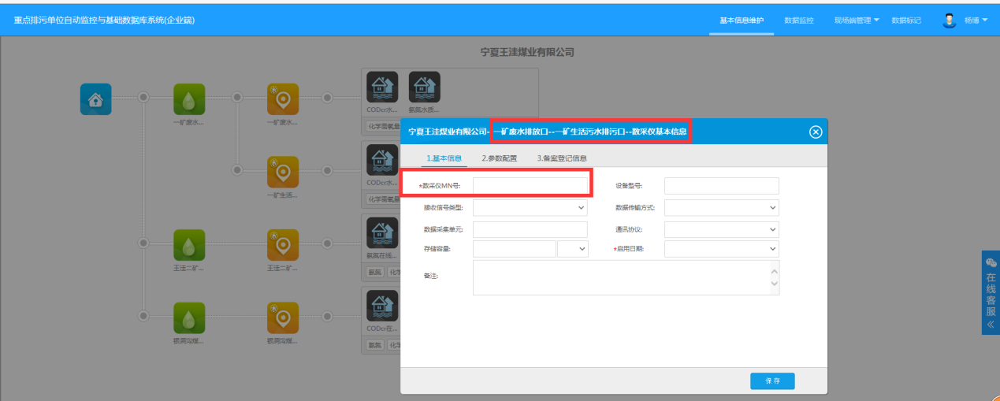 重点排污单位自动监控与基础数据库系统(企业端)
基本信息维护 数据监控 现场端管理 数据标记 杨博
宁夏王洼煤业有限公司
CODcr水... 氨氮水质...
一矿废水... 一矿废水...
化学需氧量
宁夏王洼煤业有限公司--一矿废水排放口--一矿生活污水排污口--数采仪基本信息
1.基本信息 2.参数配置 3.备案登记信息
CODcr水...
一矿生活...
化学需氧量
*数采仪MN号: 设备型号:
接收信号类型: 数据传输方式:
数据采集单元: 通讯协议:
存储容量: *启用日期:
备注:
氨氮在线...
王洼二矿... 王洼二矿...
氨氮 化学
CODcr在...
银洞沟煤... 银洞沟煤...
氨氮 化学
在线客服
保存